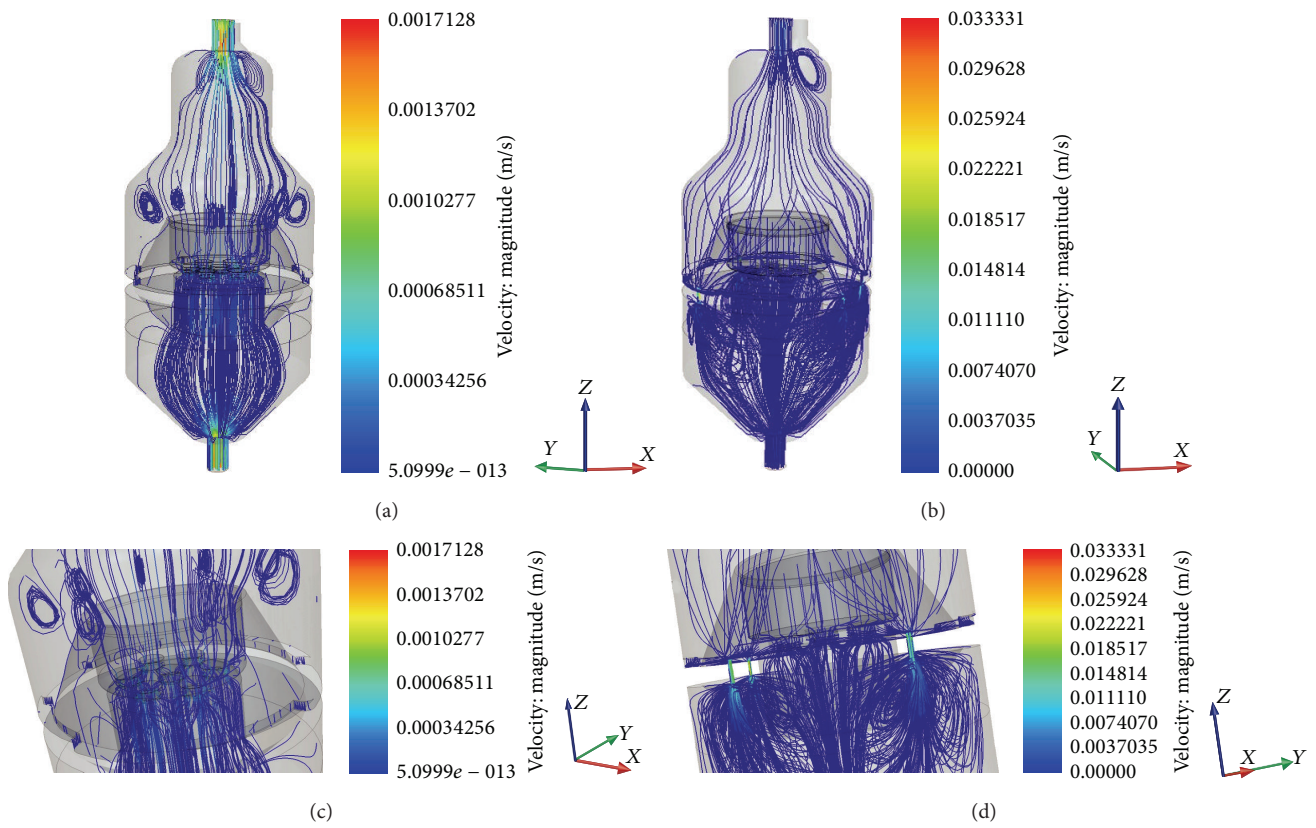 0.0017128
0.0013702
0.0010277
0.00068511
0.00034256
5.0999e − 013
Velocity: magnitude (m/s)
Z
Y
X
(a)
0.033331
0.029628
0.025924
0.022221
0.018517
0.014814
0.011110
0.0074070
0.0037035
0.00000
Velocity: magnitude (m/s)
Z
Y
X
(b)
0.0017128
0.0013702
0.0010277
0.00068511
0.00034256
5.0999e − 013
Velocity: magnitude (m/s)
Z
Y
X
(c)
0.033331
0.029628
0.025924
0.022221
0.018517
0.014814
0.011110
0.0074070
0.0037035
0.00000
Velocity: magnitude (m/s)
Z
X
Y
(d)